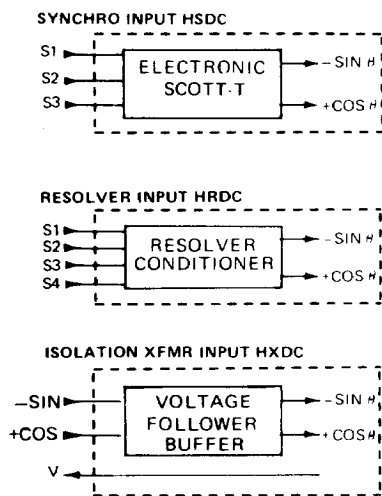 SYNCHRO INPUT HSDC
S1
S2
S3
ELECTRONIC
SCOTT-T
−SIN θ
+COS θ
RESOLVER INPUT HRDC
S1
S2
S3
S4
RESOLVER
CONDITIONER
−SIN θ
+COS θ
ISOLATION XFMR INPUT HXDC
−SIN
+COS
V
VOLTAGE
FOLLOWER
BUFFER
−SIN θ
+COS θ